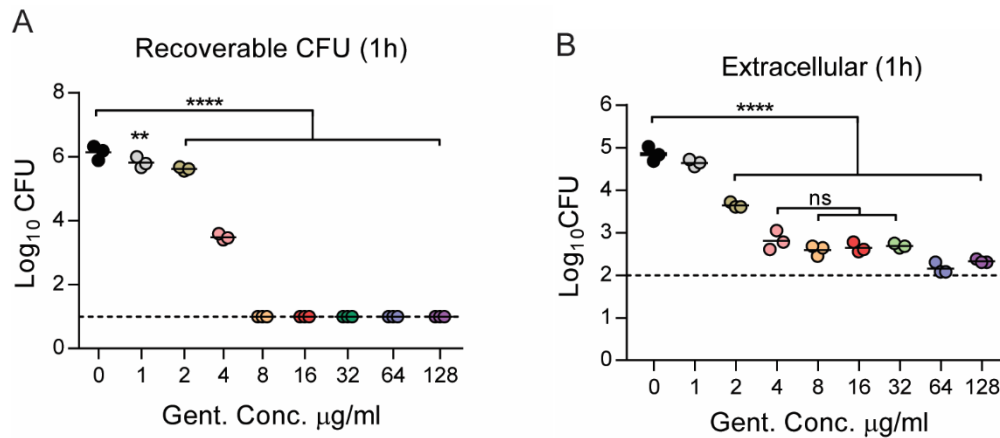 A
Recoverable CFU (1h)
****
**
Log10 CFU
8
6
4
2
0
0 1 2 4 8 16 32 64 128
Gent. Conc. μg/ml
B
Extracellular (1h)
****
ns
Log10CFU
6
5
4
3
2
1
0
0 1 2 4 8 16 32 64 128
Gent. Conc. μg/ml